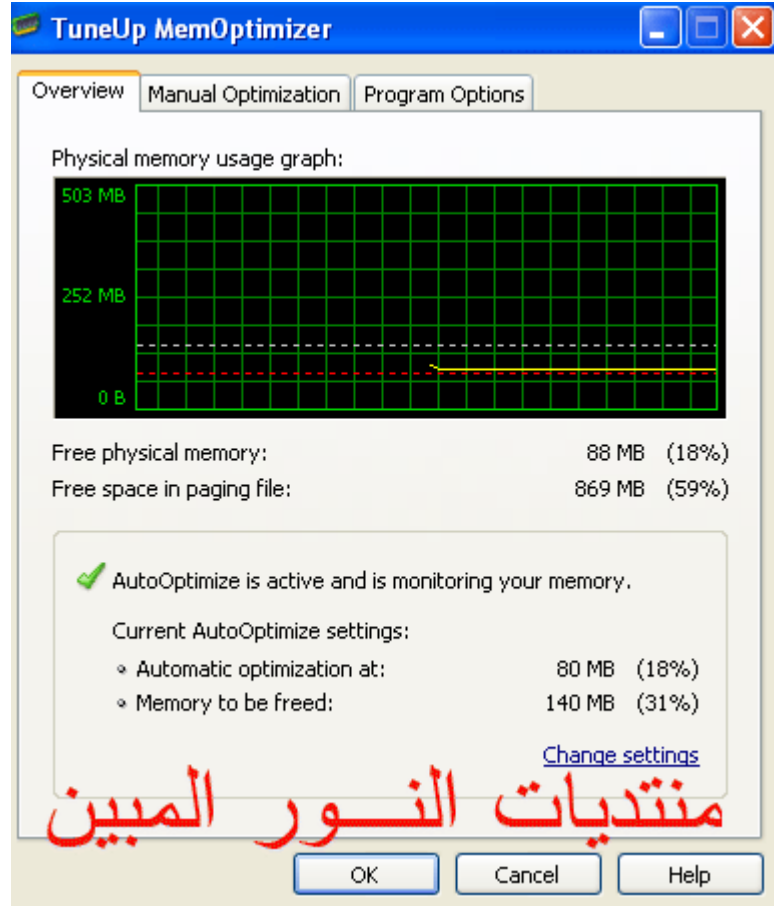 TuneUp MemOptimizer
Overview Manual Optimization Program Options
Physical memory usage graph:
503 MB
252 MB
0 B
Free physical memory: 88 MB (18%)
Free space in paging file: 869 MB (59%)
AutoOptimize is active and is monitoring your memory.
Current AutoOptimize settings:
Automatic optimization at: 80 MB (18%)
Memory to be freed: 140 MB (31%)
Change settings
منتديات النـــور المبين
OK Cancel Help